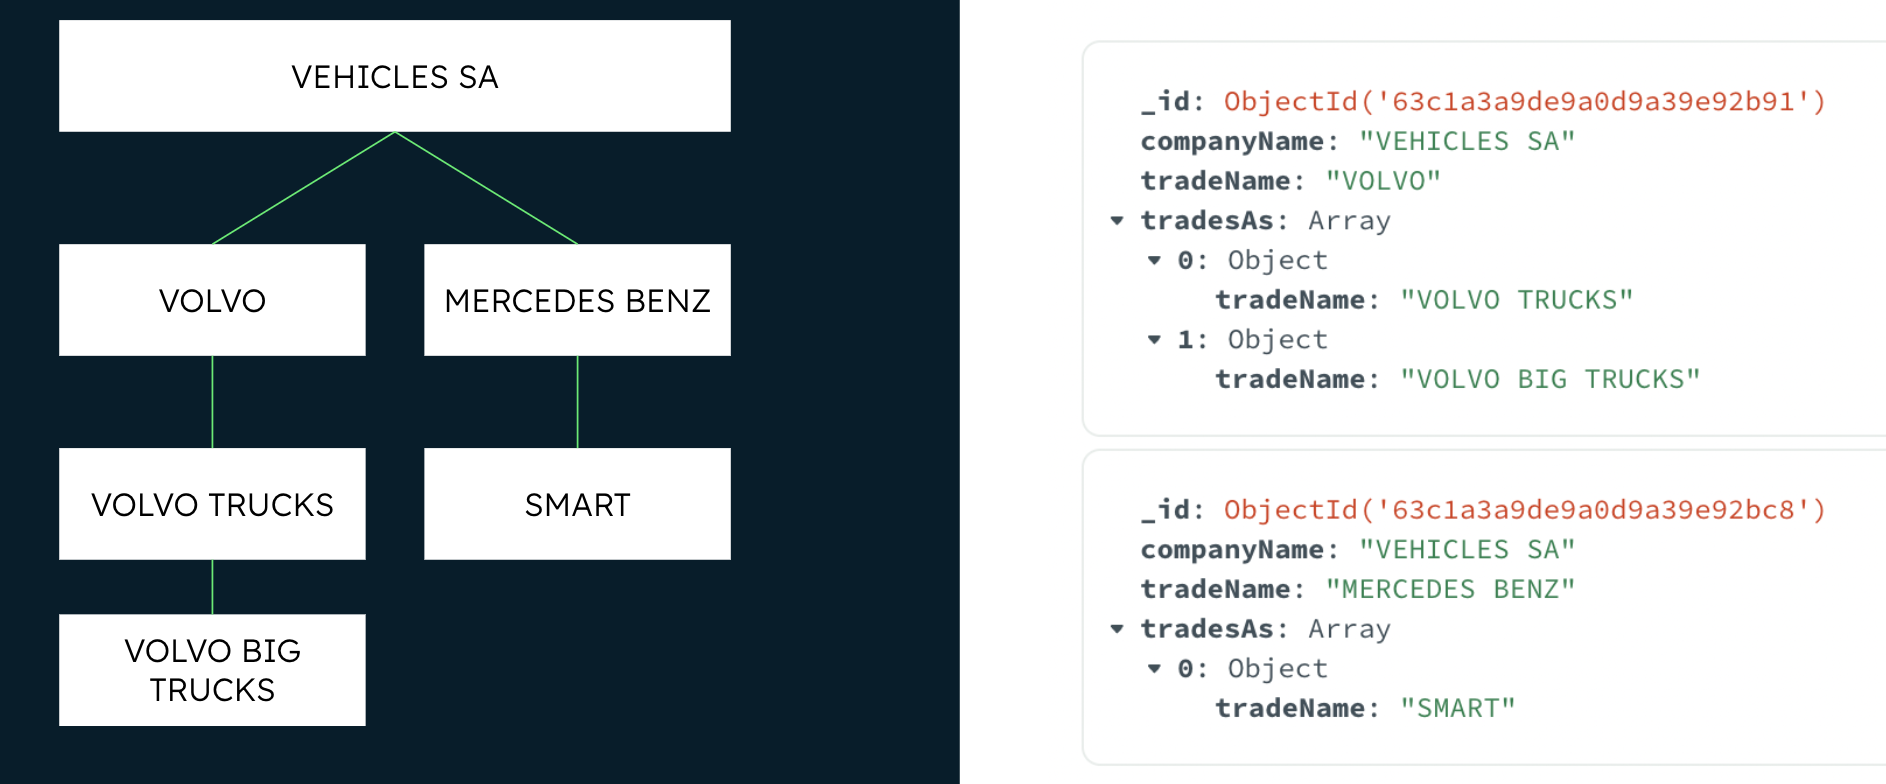 VEHICLES SA
VOLVO
MERCEDES BENZ
VOLVO TRUCKS
SMART
VOLVO BIG
TRUCKS
_id: ObjectId('63c1a3a9de9a0d9a39e92b91')
companyName: "VEHICLES SA"
tradeName: "VOLVO"
tradesAs: Array
0: Object
tradeName: "VOLVO TRUCKS"
1: Object
tradeName: "VOLVO BIG TRUCKS"
_id: ObjectId('63c1a3a9de9a0d9a39e92bc8')
companyName: "VEHICLES SA"
tradeName: "MERCEDES BENZ"
tradesAs: Array
0: Object
tradeName: "SMART"